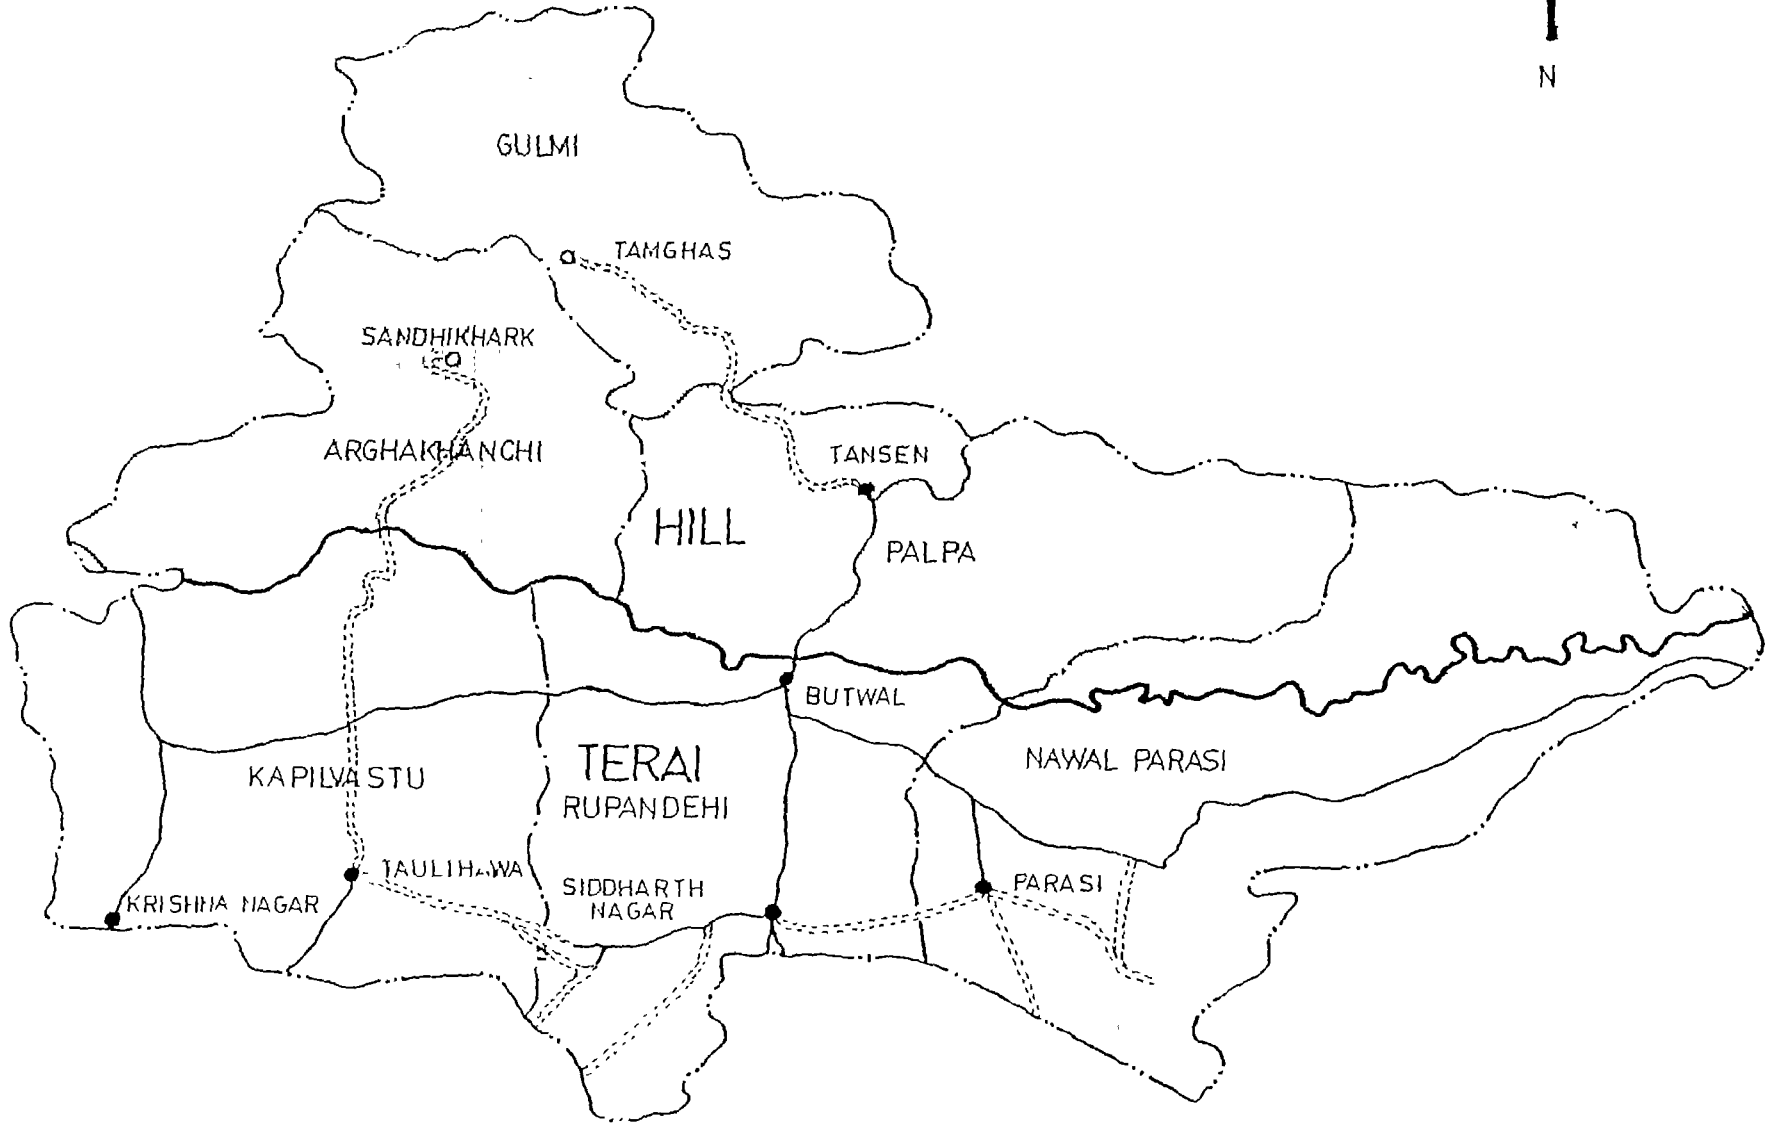 N
GULMI
TAMGHAS
SANDHIKHARK
ARGHAKHANCHI
TANSEN
HILL
PALPA
BUTWAL
TERAI
NAWAL PARASI
KAPILVASTU
RUPANDEHI
TAULIHAWA
PARASI
SIDDHARTH
NAGAR
KRISHNA NAGAR